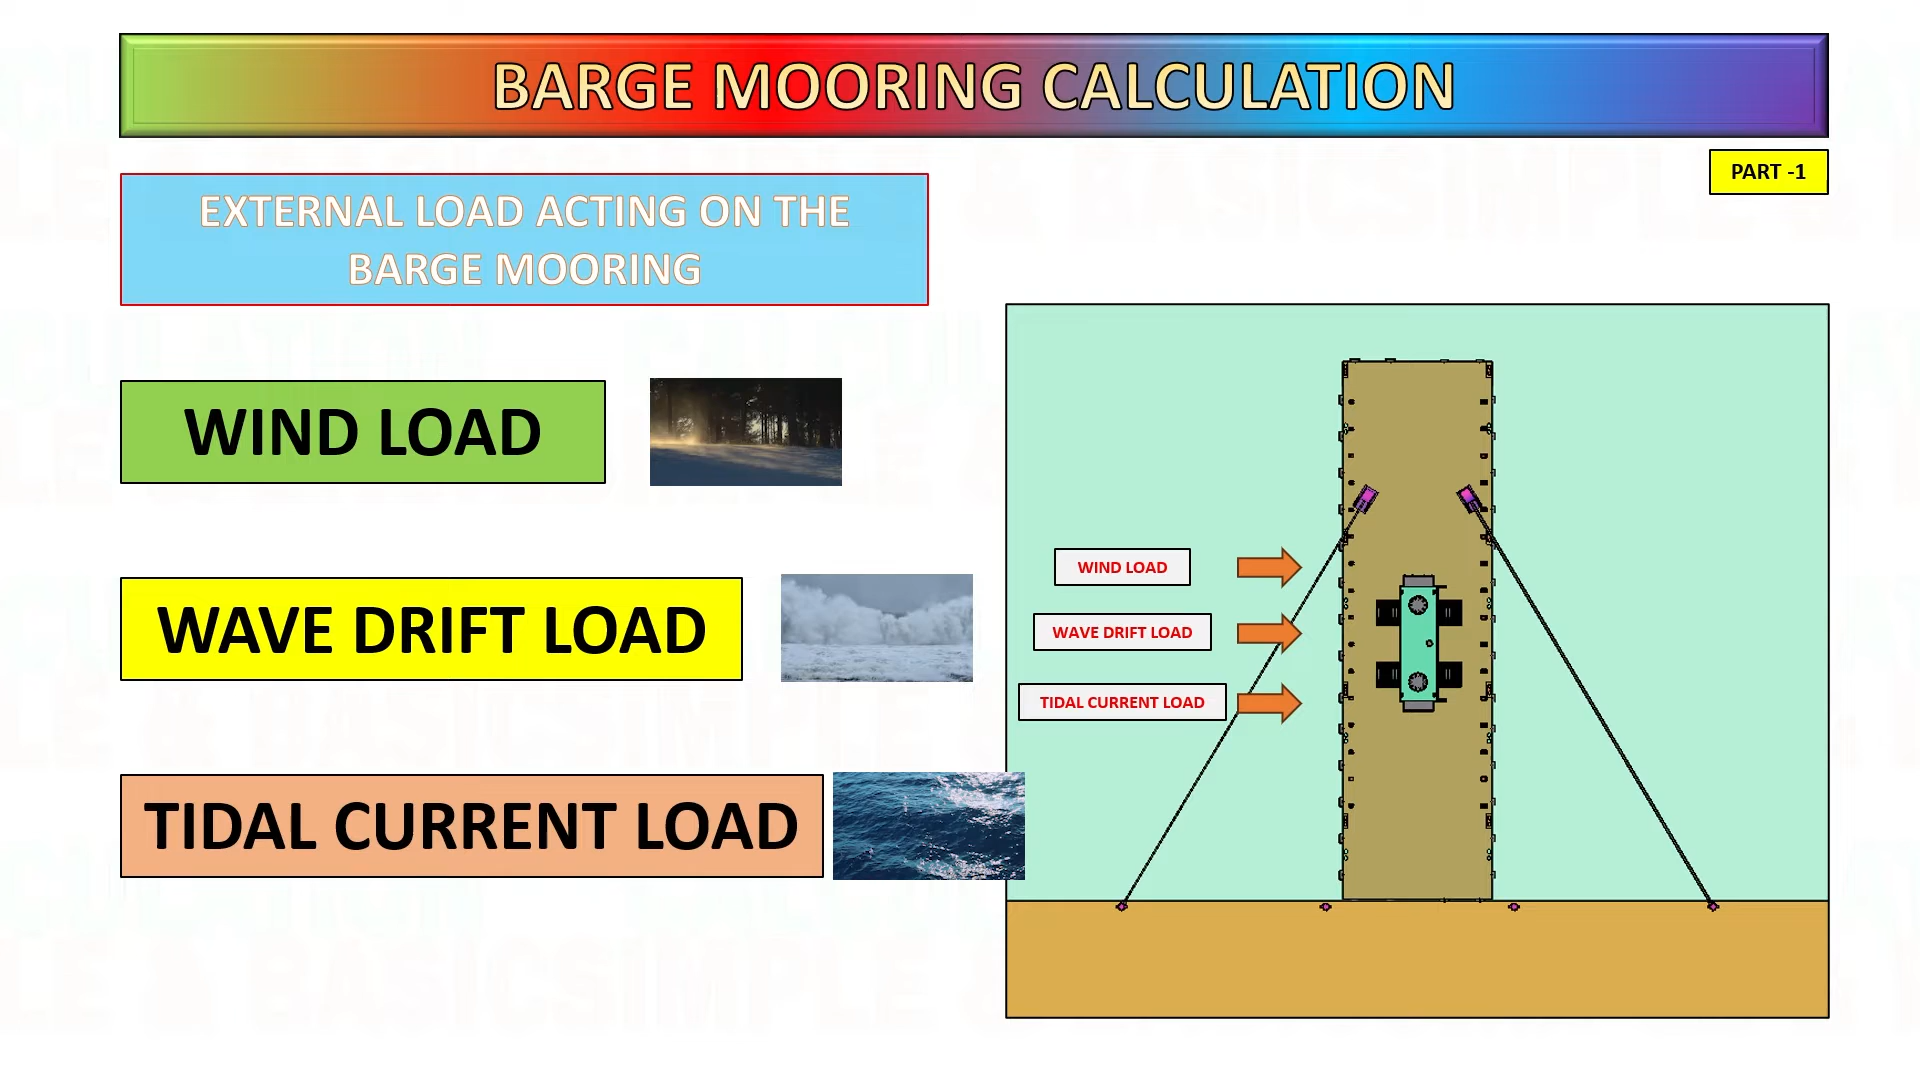 BARGE MOORING CALCULATION
PART -1
EXTERNAL LOAD ACTING ON THE
BARGE MOORING
WIND LOAD
WAVE DRIFT LOAD
TIDAL CURRENT LOAD
WIND LOAD
WAVE DRIFT LOAD
TIDAL CURRENT LOAD